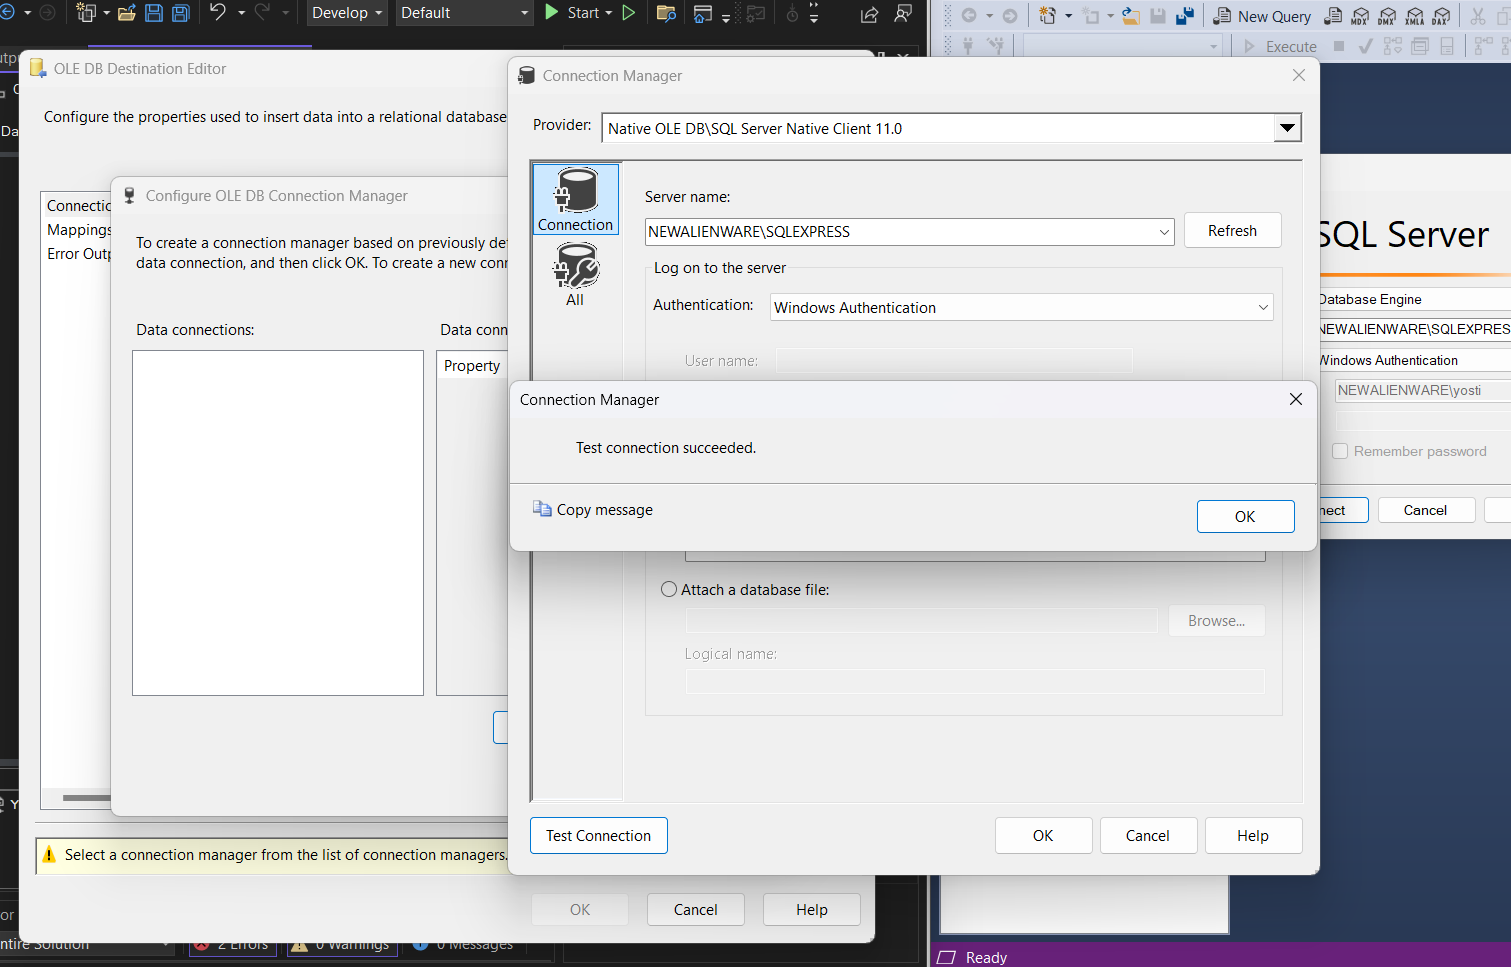 Develop
Default
Start
New Query
MDX
DMX
XMLA
DAX
Execute
OLE DB Destination Editor
Configure the properties used to insert data into a relational database
Connectio
Mappings
Error Outp
Configure OLE DB Connection Manager
To create a connection manager based on previously de
data connection, and then click OK. To create a new conn
Data connections:
Data conn
Property
Select a connection manager from the list of connection managers.
OK
Cancel
Help
Connection Manager
Provider:
Native OLE DB\SQL Server Native Client 11.0
Connection
All
Server name:
NEWALIENWARE\SQLEXPRESS
Refresh
Log on to the server
Authentication:
Windows Authentication
User name:
Connection Manager
Test connection succeeded.
Copy message
OK
Attach a database file:
Browse...
Logical name:
Test Connection
OK
Cancel
Help
SQL Server
Database Engine
NEWALIENWARE\SQLEXPRES
Windows Authentication
NEWALIENWARE\yosti
Remember password
nect
Cancel
ntire Solution
2 Errors
0 Warnings
0 Messages
Ready